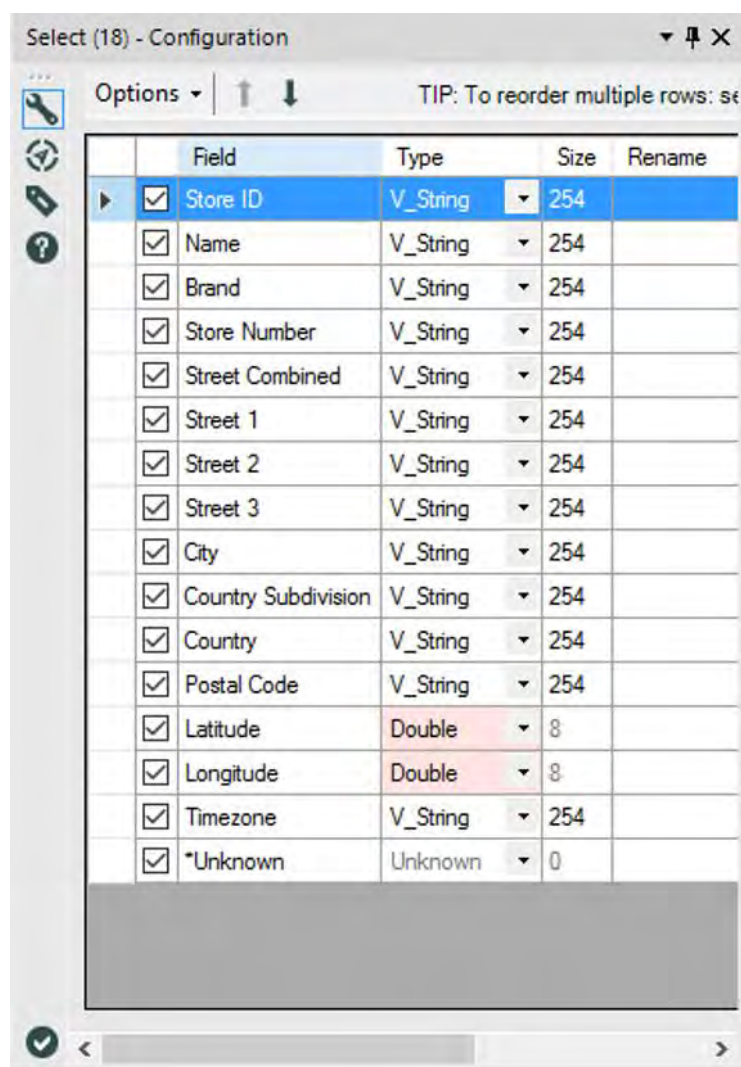 Select (18) - Configuration
Options TIP: To reorder multiple rows: se
Field Type Size Rename
Store ID V_String 254
Name V_String 254
Brand V_String 254
Store Number V_String 254
Street Combined V_String 254
Street 1 V_String 254
Street 2 V_String 254
Street 3 V_String 254
City V_String 254
Country Subdivision V_String 254
Country V_String 254
Postal Code V_String 254
Latitude Double 8
Longitude Double 8
Timezone V_String 254
*Unknown Unknown 0